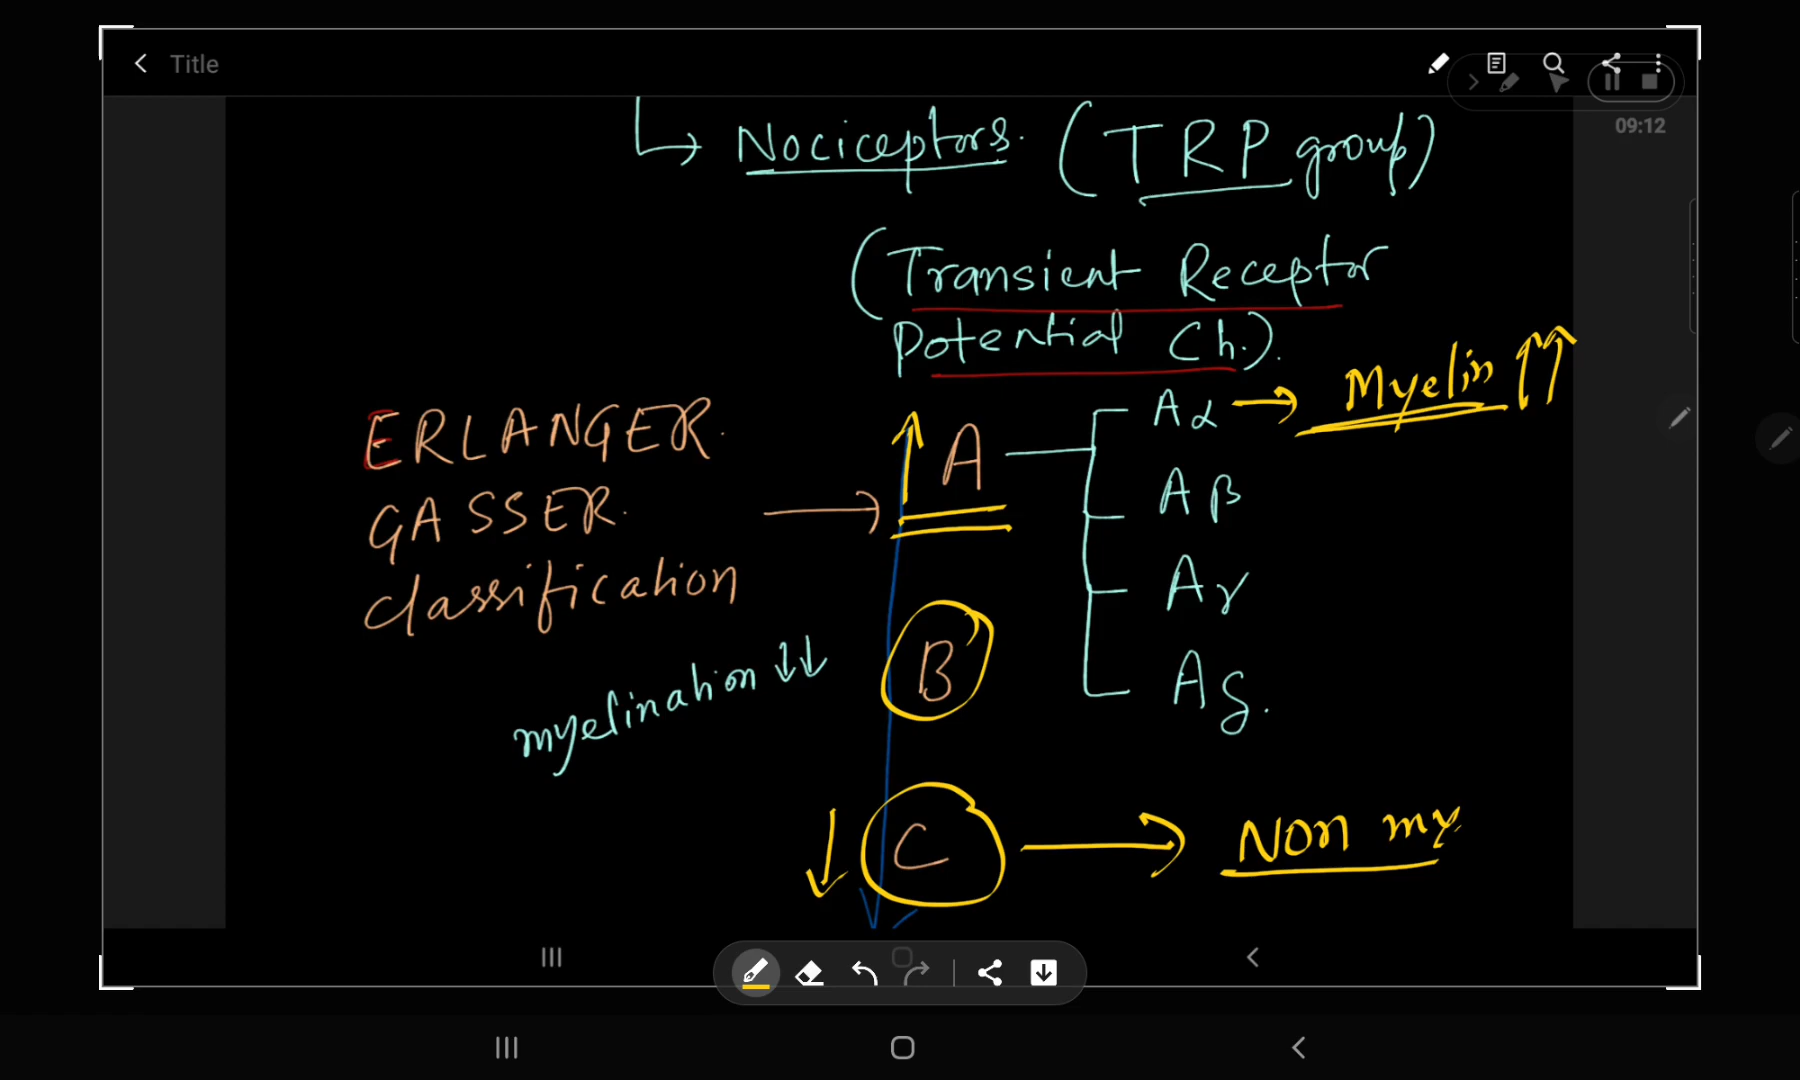 Title
09:12
↳ Nociceptors. (TRP group)
(Transient Receptor
Potential Ch.).
ERLANGER.
GASSER.
classification
→
↑ A
Aα → Myelin ↑↑
Aβ
Aγ
Aδ.
myelination ↓↓
B
↓ C → NON my.